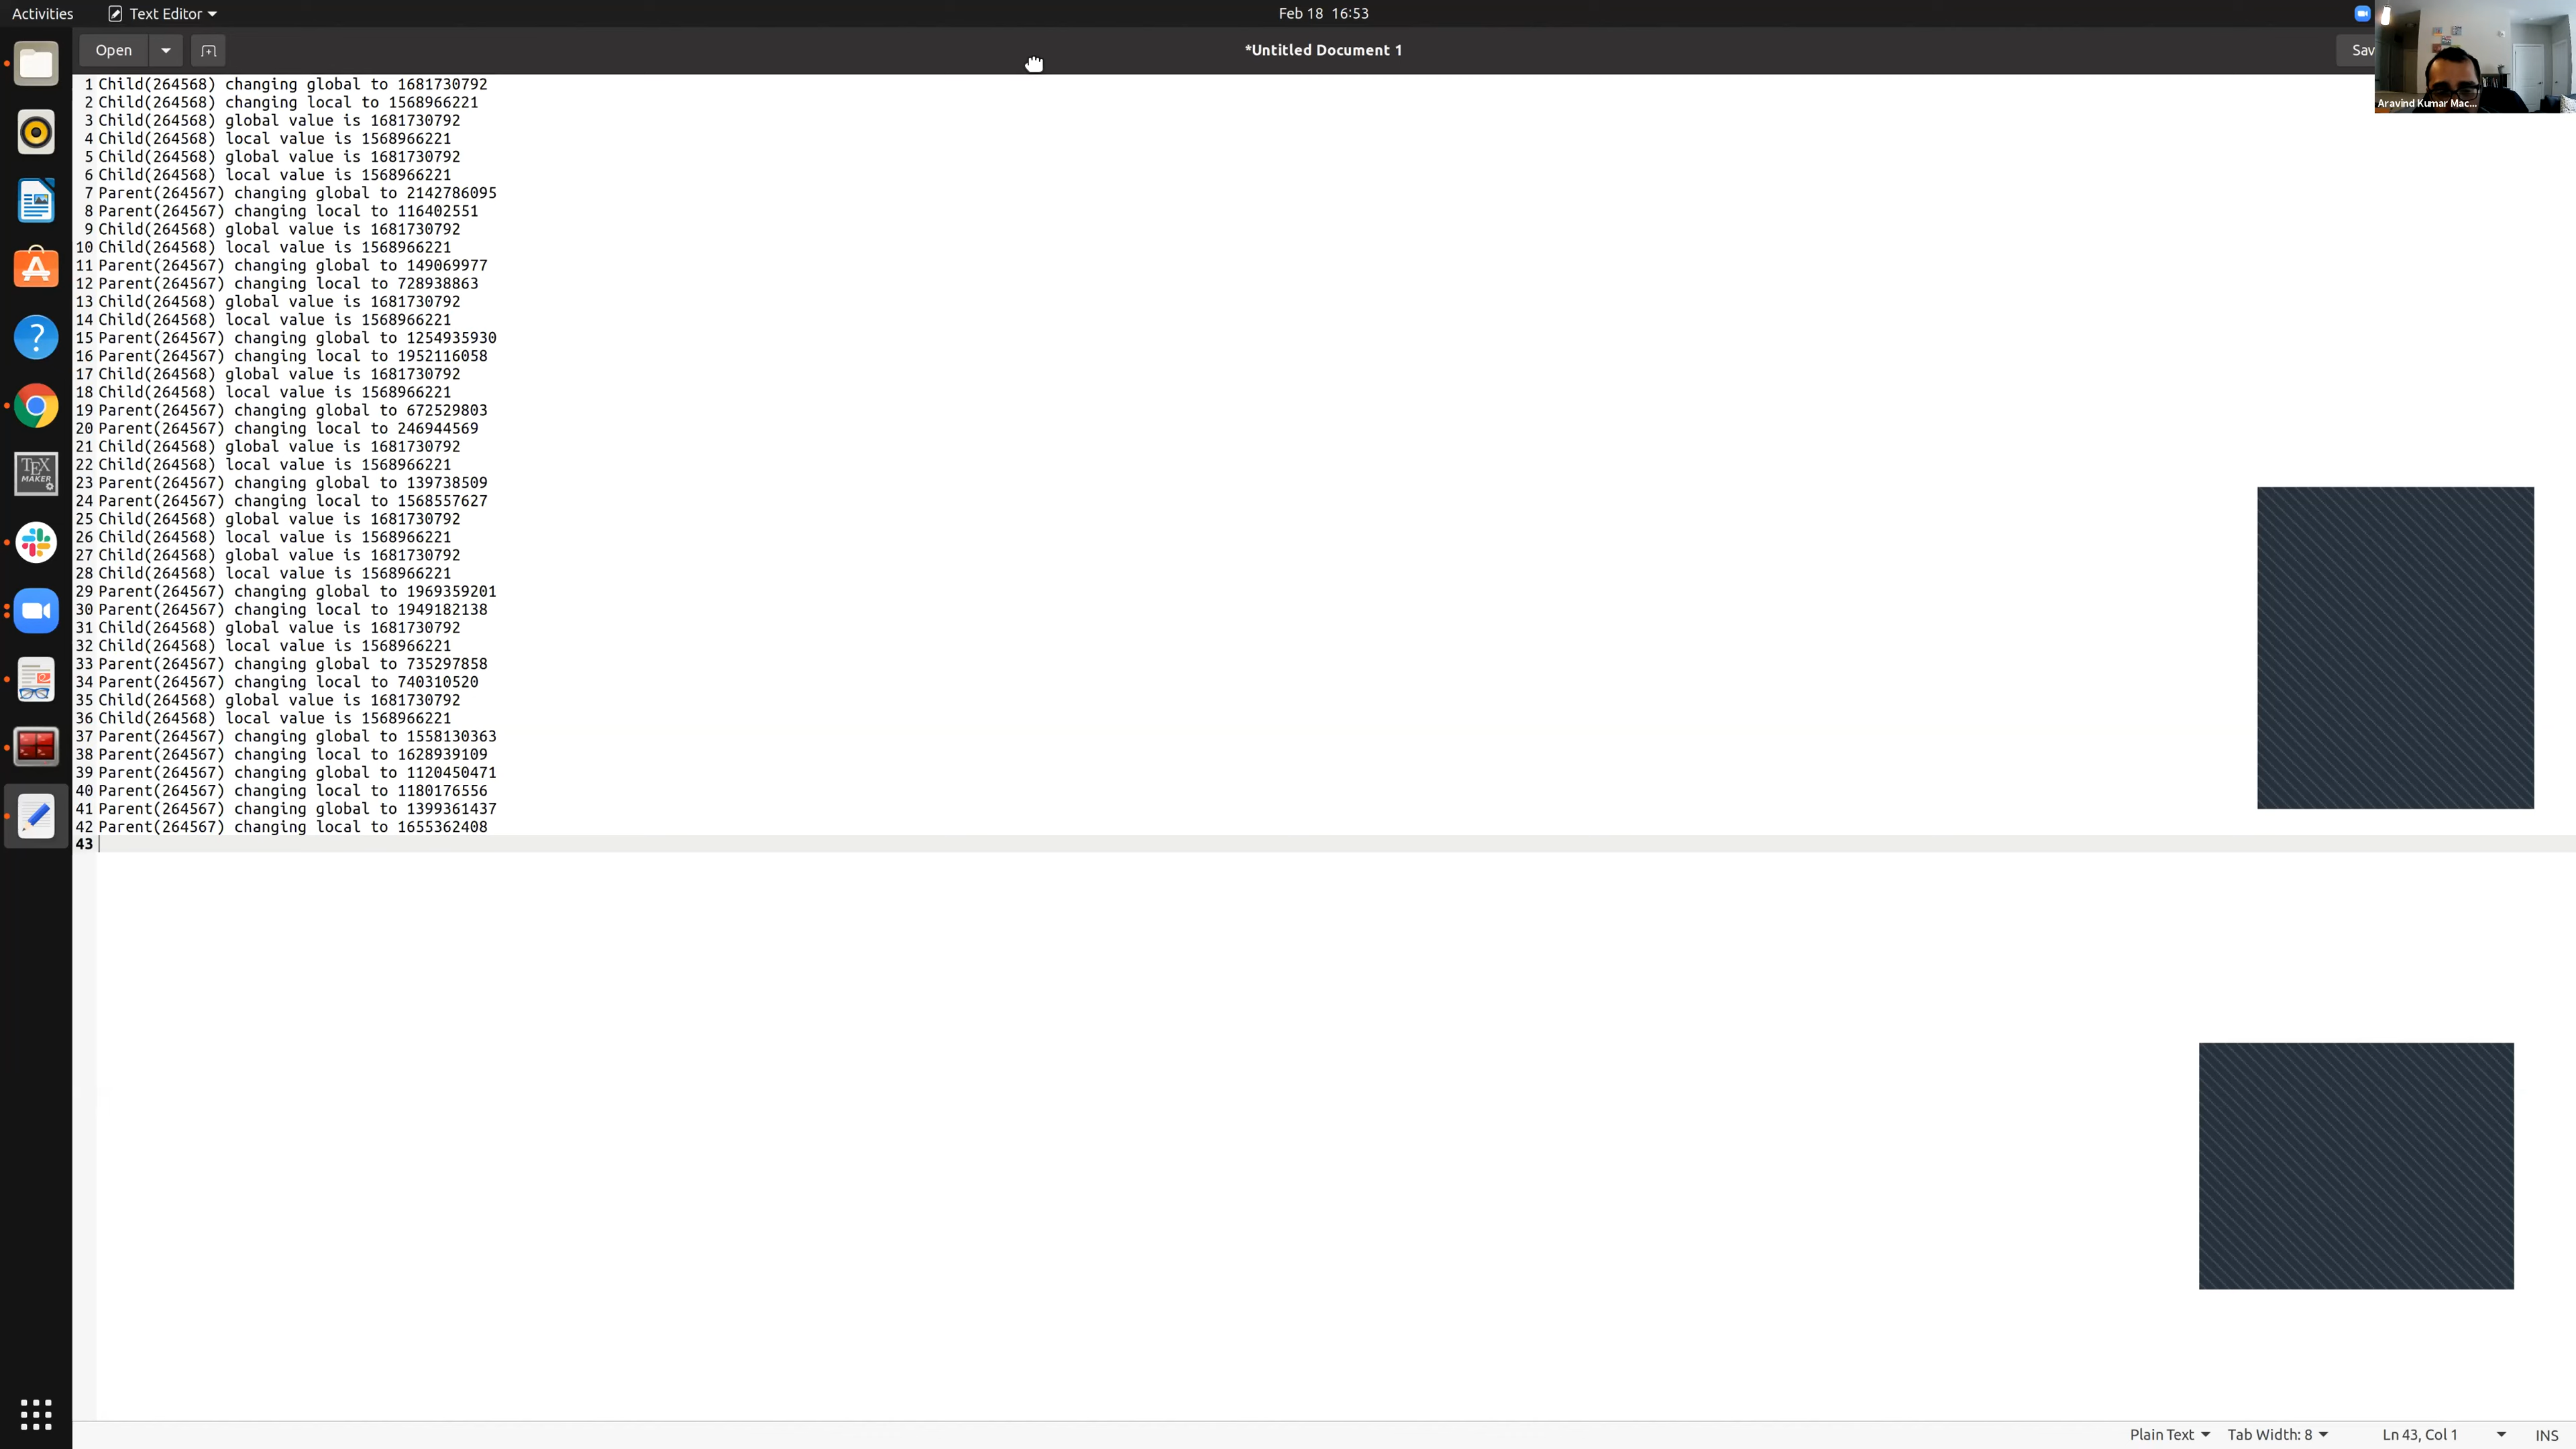 Activities
Text Editor
Feb 18 16:53
Open
*Untitled Document 1
Sav
Aravind Kumar Mac...
1 Child(264568) changing global to 1681730792
2 Child(264568) changing local to 1568966221
3 Child(264568) global value is 1681730792
4 Child(264568) local value is 1568966221
5 Child(264568) global value is 1681730792
6 Child(264568) local value is 1568966221
7 Parent(264567) changing global to 2142786095
8 Parent(264567) changing local to 116402551
9 Child(264568) global value is 1681730792
10 Child(264568) local value is 1568966221
11 Parent(264567) changing global to 149069977
12 Parent(264567) changing local to 728938863
13 Child(264568) global value is 1681730792
14 Child(264568) local value is 1568966221
15 Parent(264567) changing global to 1254935930
16 Parent(264567) changing local to 1952116058
17 Child(264568) global value is 1681730792
18 Child(264568) local value is 1568966221
19 Parent(264567) changing global to 672529803
20 Parent(264567) changing local to 246944569
21 Child(264568) global value is 1681730792
22 Child(264568) local value is 1568966221
23 Parent(264567) changing global to 139738509
24 Parent(264567) changing local to 1568557627
25 Child(264568) global value is 1681730792
26 Child(264568) local value is 1568966221
27 Child(264568) global value is 1681730792
28 Child(264568) local value is 1568966221
29 Parent(264567) changing global to 1969359201
30 Parent(264567) changing local to 1949182138
31 Child(264568) global value is 1681730792
32 Child(264568) local value is 1568966221
33 Parent(264567) changing global to 735297858
34 Parent(264567) changing local to 740310520
35 Child(264568) global value is 1681730792
36 Child(264568) local value is 1568966221
37 Parent(264567) changing global to 1558130363
38 Parent(264567) changing local to 1628939109
39 Parent(264567) changing global to 1120450471
40 Parent(264567) changing local to 1180176556
41 Parent(264567) changing global to 1399361437
42 Parent(264567) changing local to 1655362408
43
TEX
MAKER
Plain Text
Tab Width: 8
Ln 43, Col 1
INS